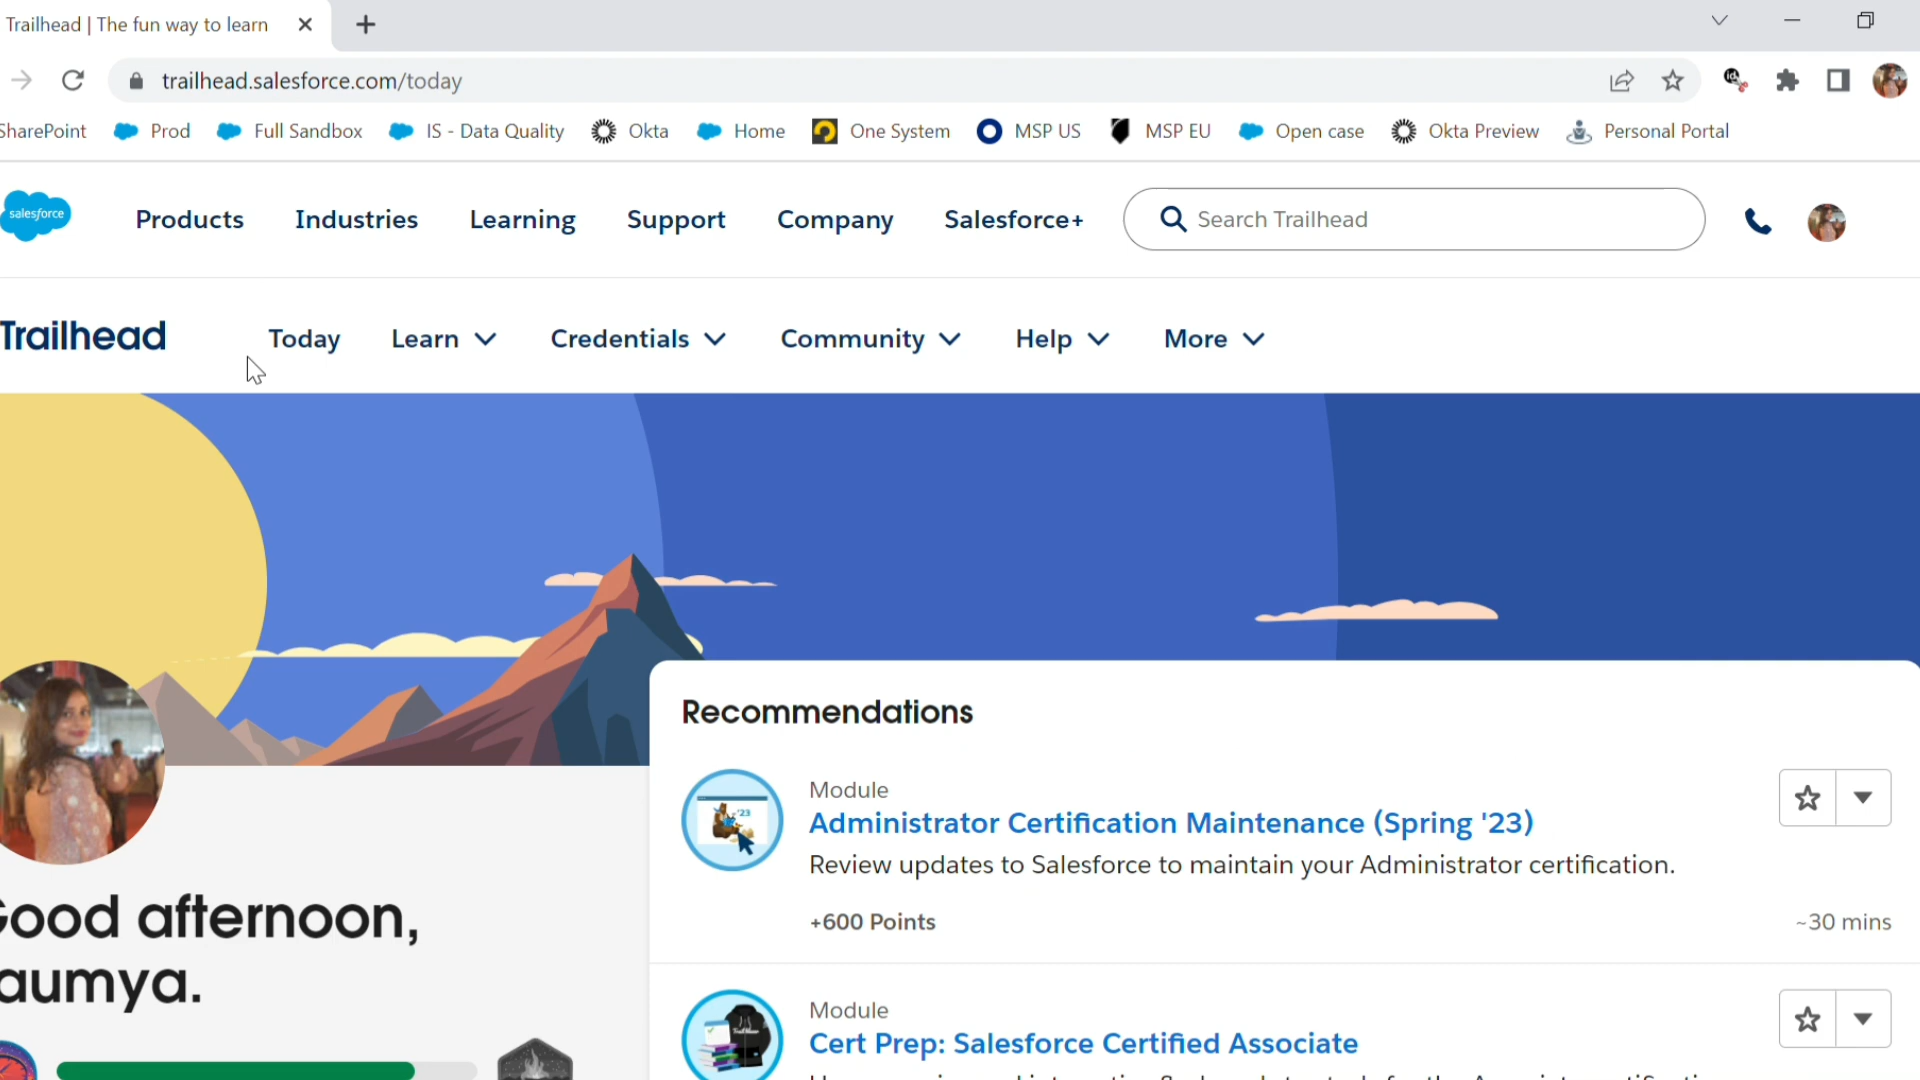 Trailhead | The fun way to learn
trailhead.salesforce.com/today
SharePoint Prod Full Sandbox IS - Data Quality Okta Home One System MSP US MSP EU Open case Okta Preview Personal Portal
salesforce Products Industries Learning Support Company Salesforce+ Search Trailhead
Trailhead Today Learn Credentials Community Help More
Recommendations
Module
Administrator Certification Maintenance (Spring '23)
Review updates to Salesforce to maintain your Administrator certification.
+600 Points ~30 mins
ood afternoon,
aumya.
Module
Cert Prep: Salesforce Certified Associate